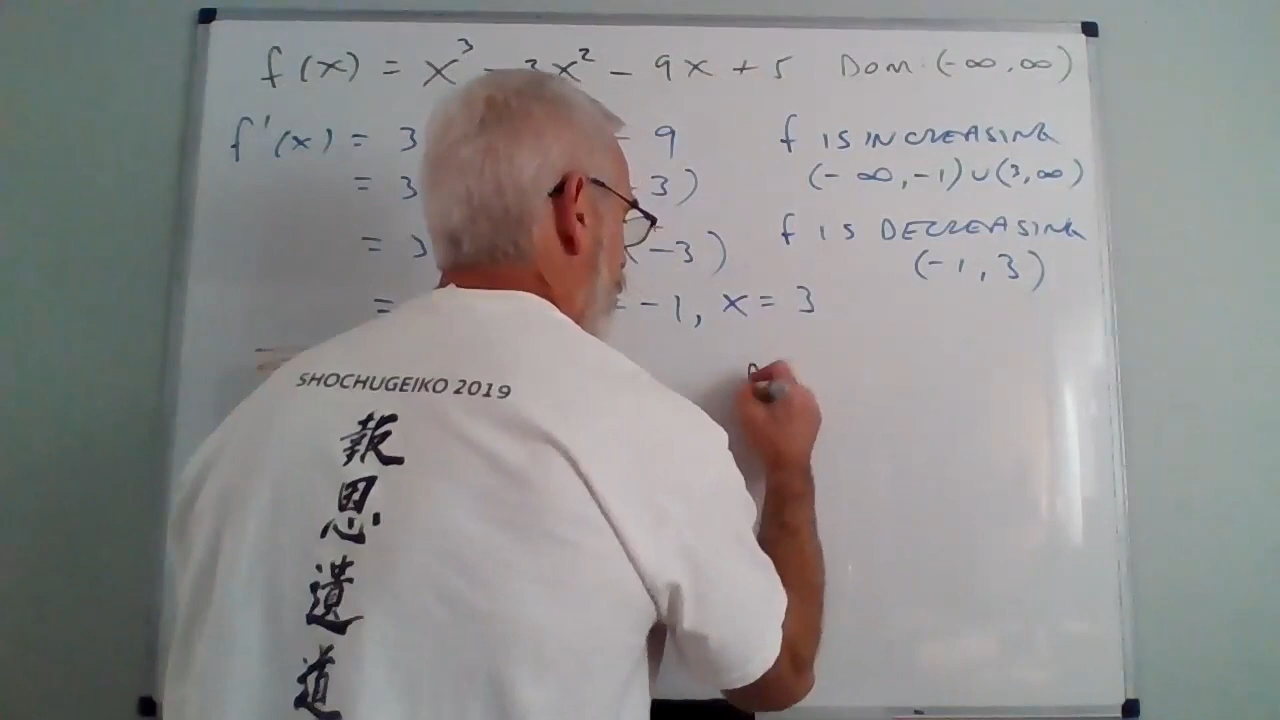 f(x) = x³ - 3x² - 9x + 5 Dom. (-∞, ∞)
f'(x) = 3 - 9
= 3 3)
= 3 -3)
= = -1, x = 3
f IS INCREASING
(-∞, -1) ∪ (3, ∞)
f IS DECREASING
(-1, 3)
SHOCHUGEIKO 2019
報
恩
遺
道